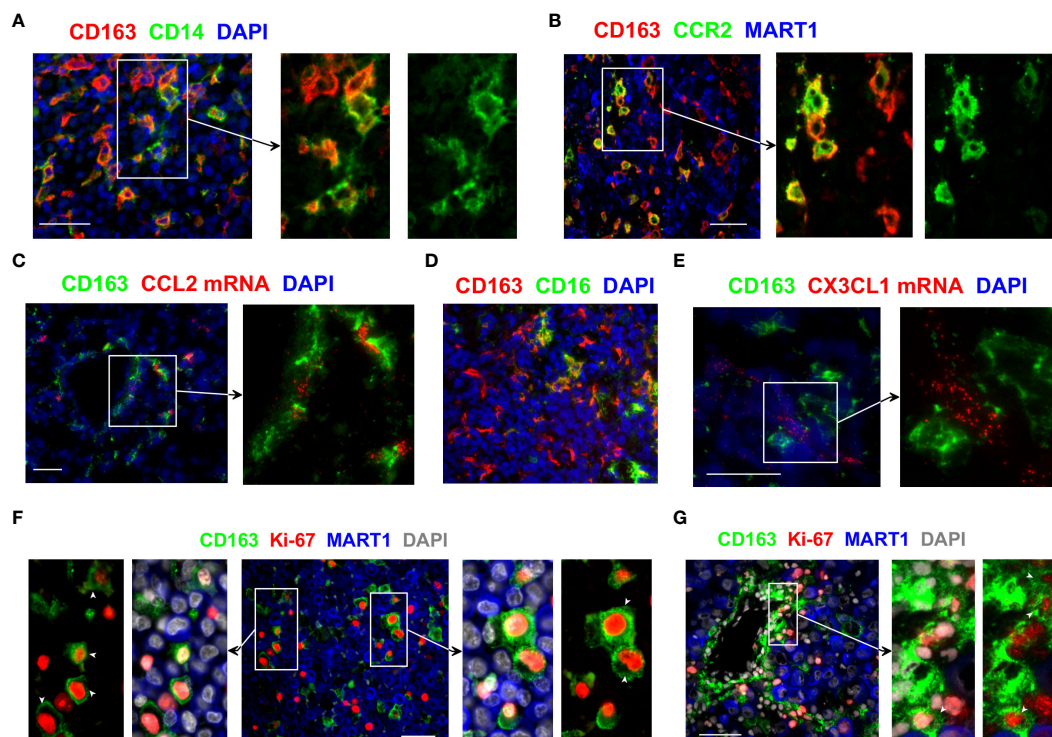 A
CD163 CD14 DAPI
B
CD163 CCR2 MART1
C
CD163 CCL2 mRNA DAPI
D
CD163 CD16 DAPI
E
CD163 CX3CL1 mRNA DAPI
F
CD163 Ki-67 MART1 DAPI
G
CD163 Ki-67 MART1 DAPI